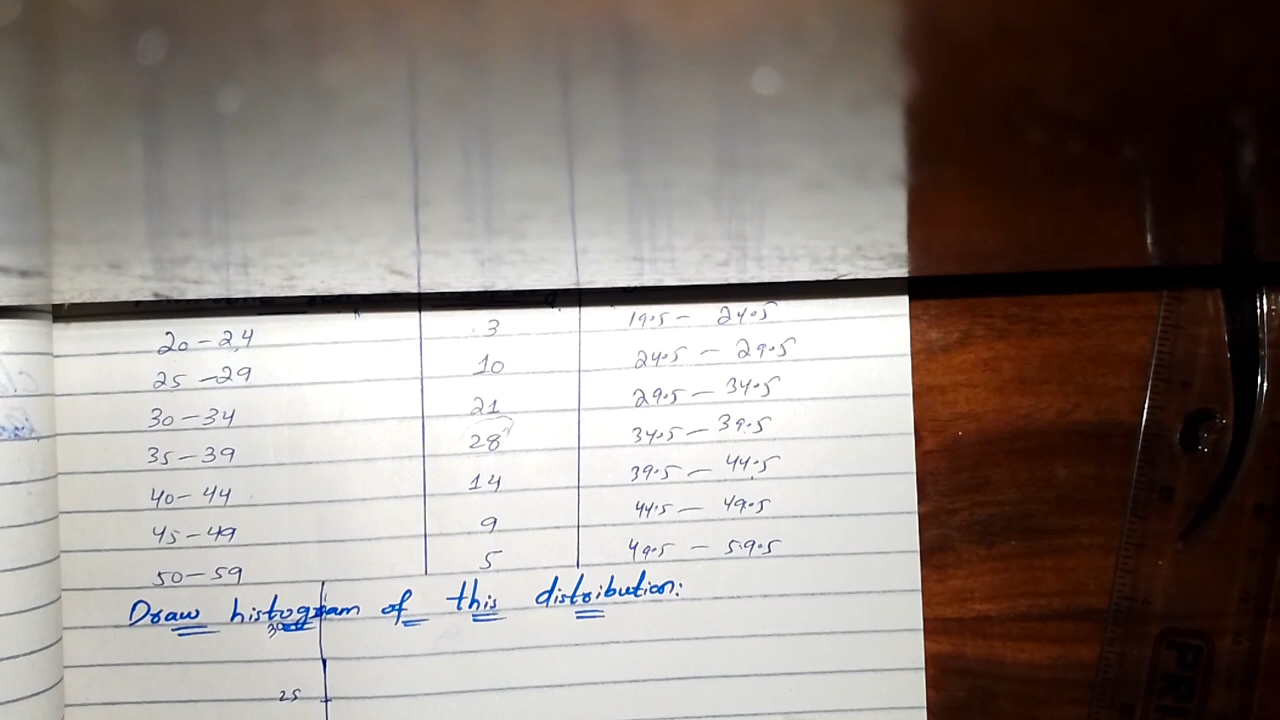 20-24 3 19.5 - 24.5
25-29 10 24.5 - 29.5
30-34 21 29.5 - 34.5
35-39 28 34.5 - 39.5
40-44 14 39.5 - 44.5
45-49 9 44.5 - 49.5
50-59 5 49.5 - 59.5
Draw histogram of this distribution:
30
25
PRI